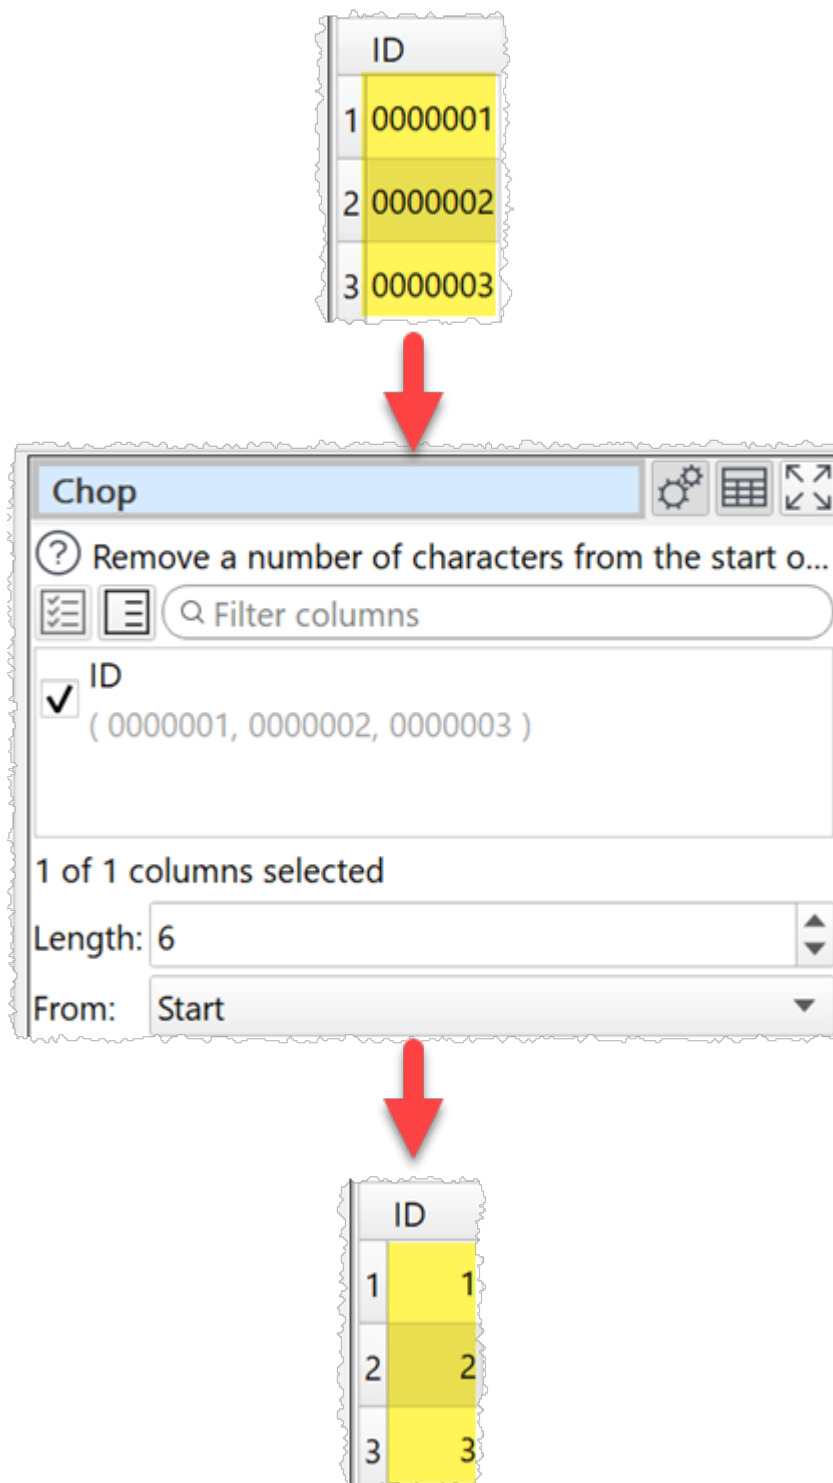 ID
1 0000001
2 0000002
3 0000003
Chop
? Remove a number of characters from the start o...
Filter columns
ID
( 0000001, 0000002, 0000003 )
1 of 1 columns selected
Length: 6
From: Start
ID
1 1
2 2
3 3